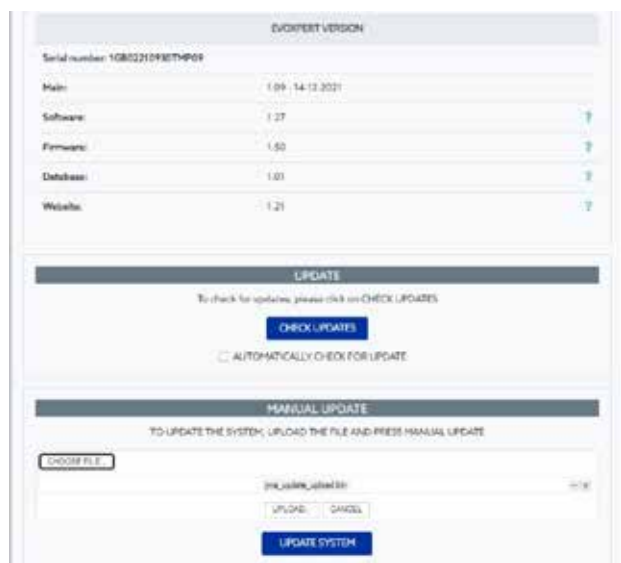 EVOXPERT VERSION
Serial number:
Main: 1.09 - 14.12.2021
Software: 1.27 ?
Firmware: 1.50 ?
Database: 1.01 ?
Website: 1.21 ?
UPDATE
To check for updates, please click on CHECK UPDATES
CHECK UPDATES
AUTOMATICALLY CHECK FOR UPDATE
MANUAL UPDATE
TO UPDATE THE SYSTEM, UPLOAD THE FILE AND PRESS MANUAL UPDATE
CHOOSE FILE...
UPLOAD CANCEL
UPDATE SYSTEM